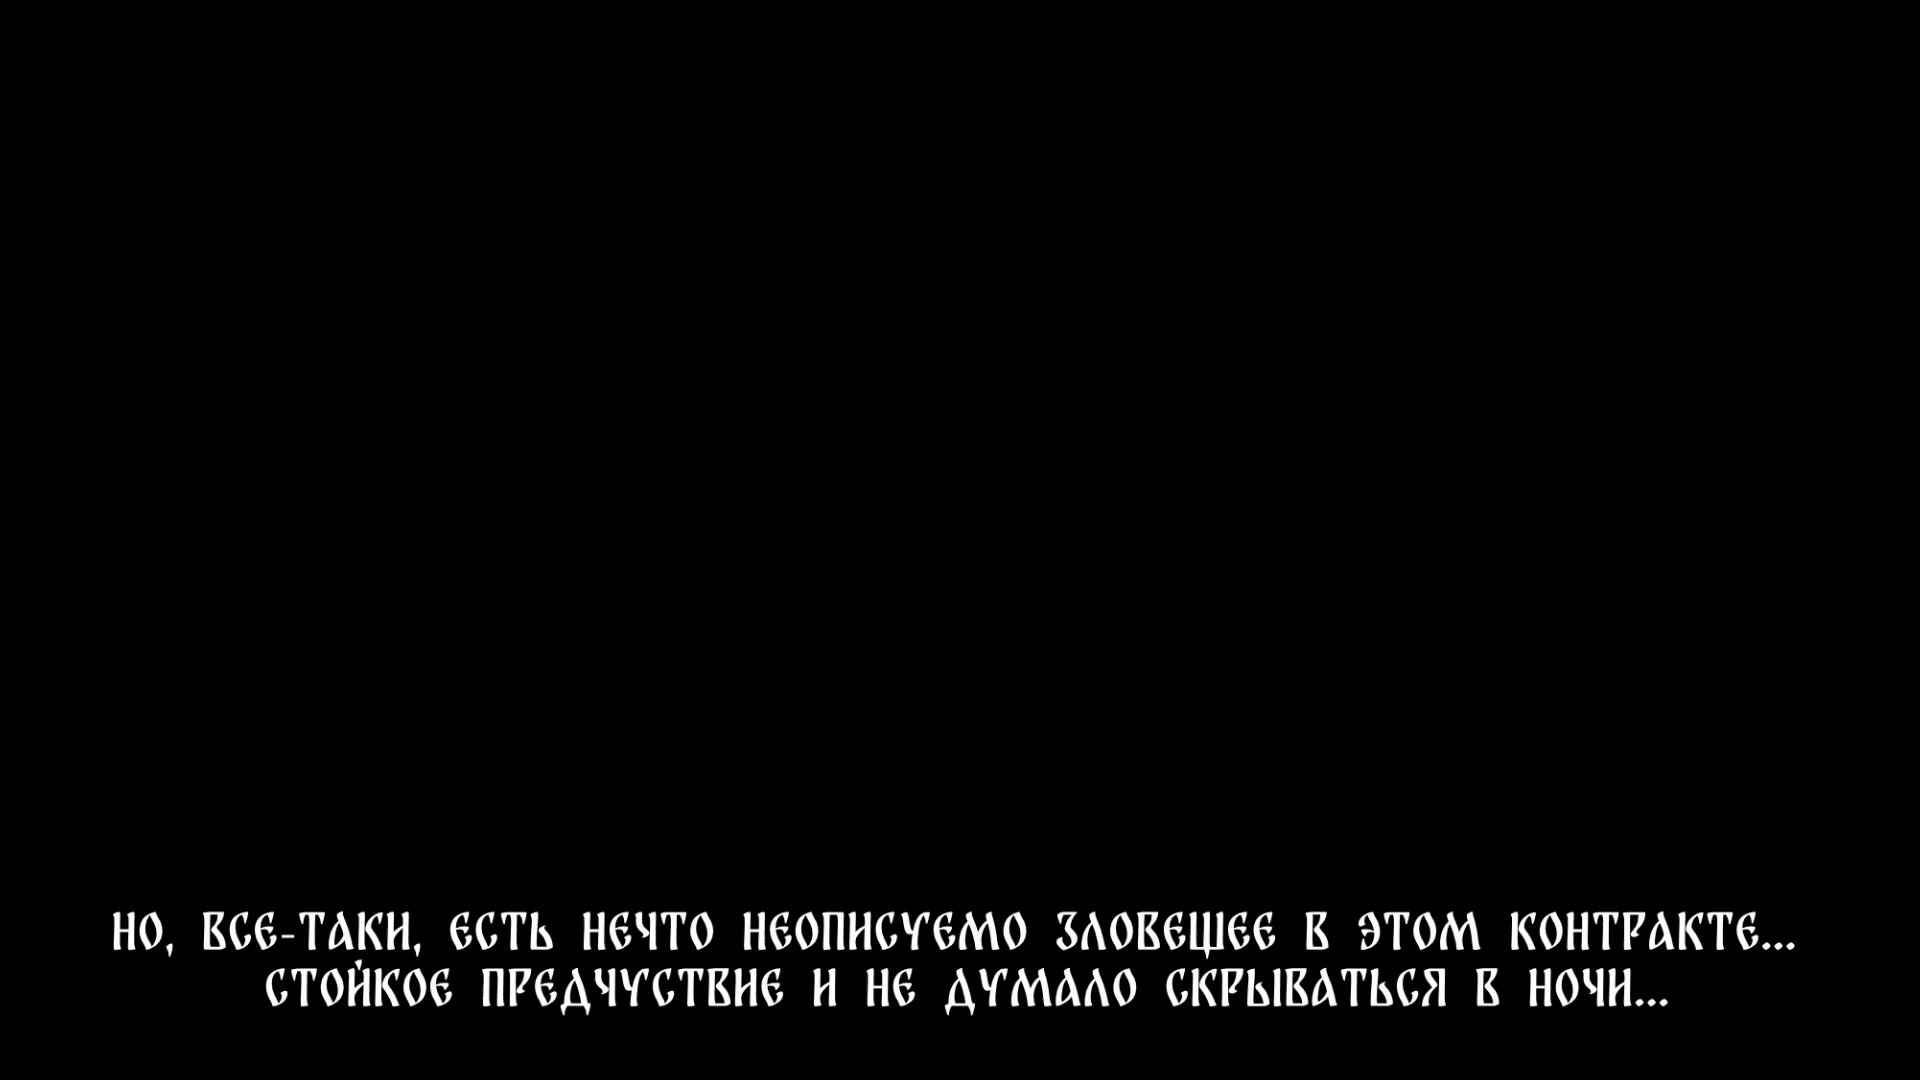 НО, ВСЕ-ТАКИ, ЕСТЬ НЕЧТО НЕОПИСУЕМО ЗЛОВЕЩЕЕ В ЭТОМ КОНТРАКТЕ...
СТОЙКОЕ ПРЕДЧУСТВИЕ И НЕ ДУМАЛО СКРЫВАТЬСЯ В НОЧИ...